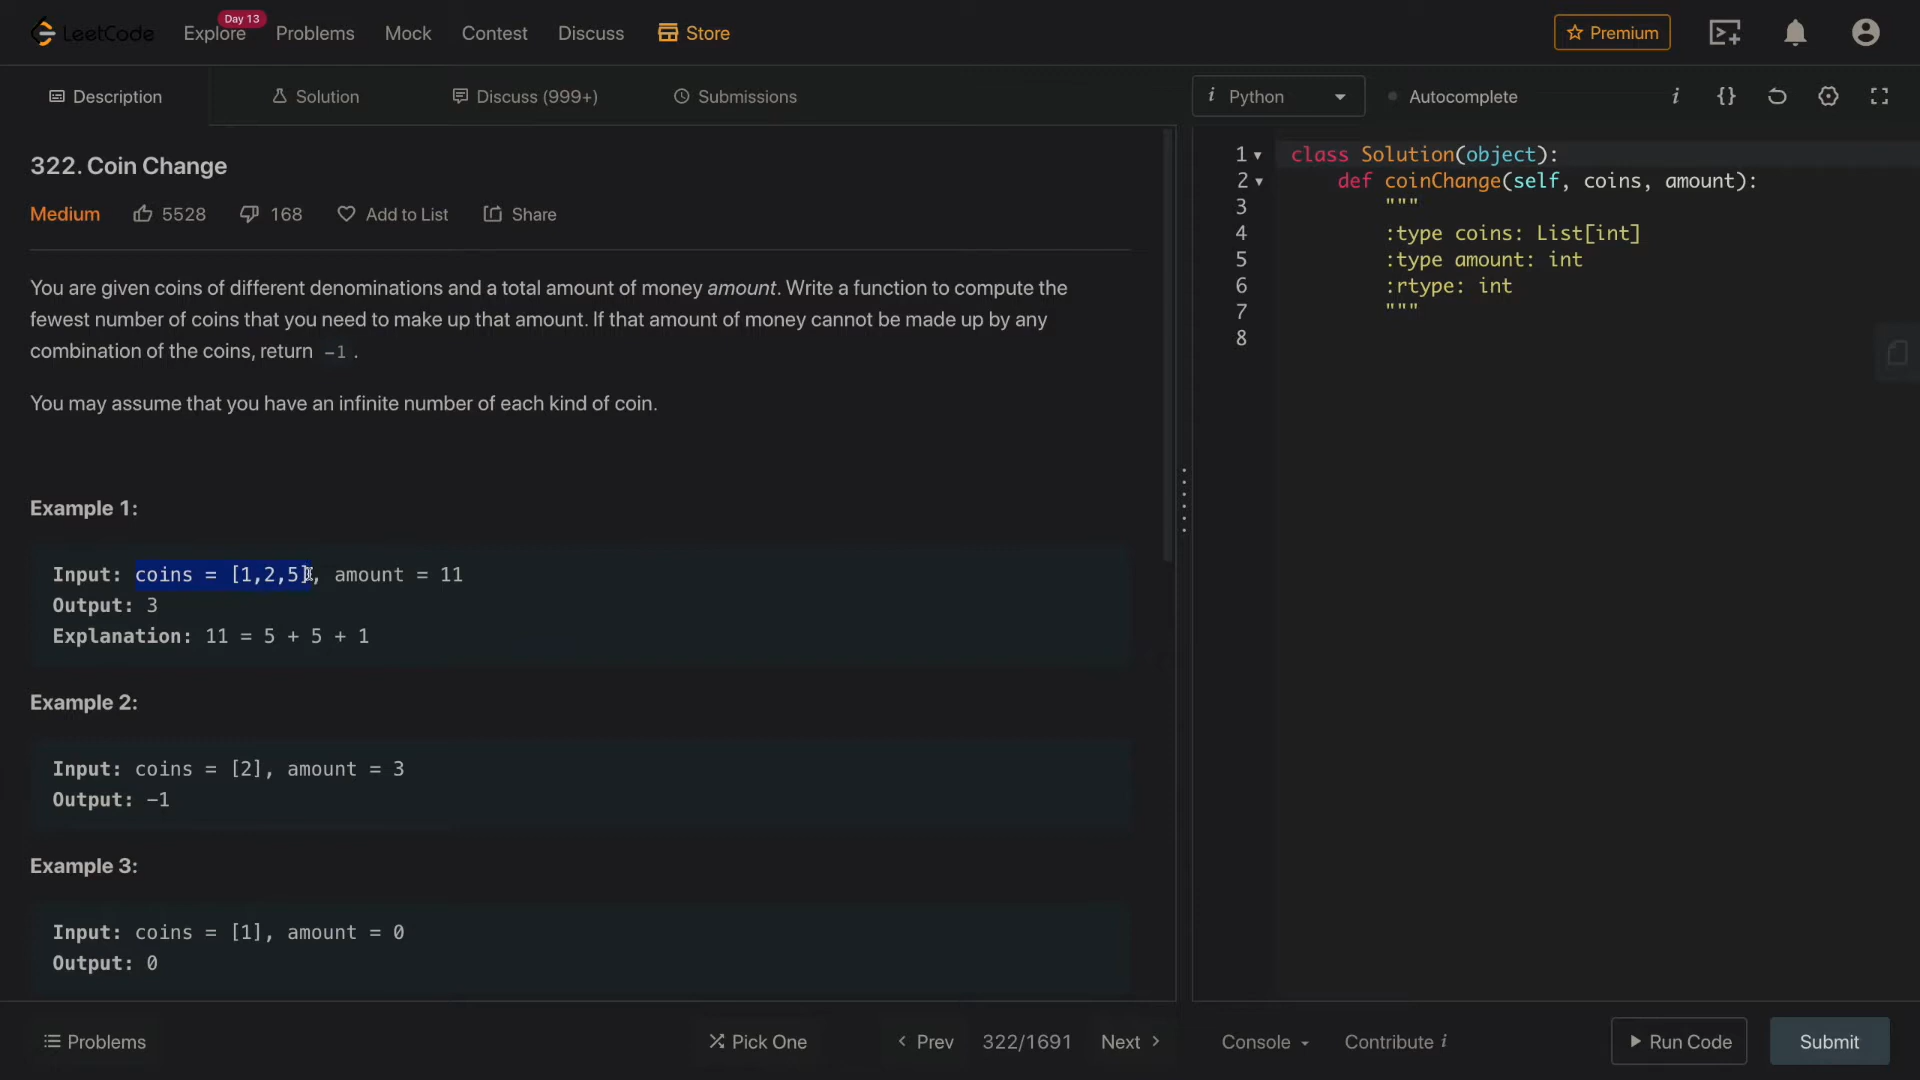 LeetCode
Explore
Day 13
Problems
Mock
Contest
Discuss
Store
Premium
Description
Solution
Discuss (999+)
Submissions
322. Coin Change
Medium
5528
168
Add to List
Share
You are given coins of different denominations and a total amount of money amount. Write a function to compute the
fewest number of coins that you need to make up that amount. If that amount of money cannot be made up by any
combination of the coins, return -1 .
You may assume that you have an infinite number of each kind of coin.
Example 1:
Input: coins = [1,2,5], amount = 11
Output: 3
Explanation: 11 = 5 + 5 + 1
Example 2:
Input: coins = [2], amount = 3
Output: -1
Example 3:
Input: coins = [1], amount = 0
Output: 0
Problems
Pick One
Prev
322/1691
Next
i Python
Autocomplete
i {}
1 class Solution(object):
2 def coinChange(self, coins, amount):
3 """
4 :type coins: List[int]
5 :type amount: int
6 :rtype: int
7 """
8
Console
Contribute i
Run Code
Submit